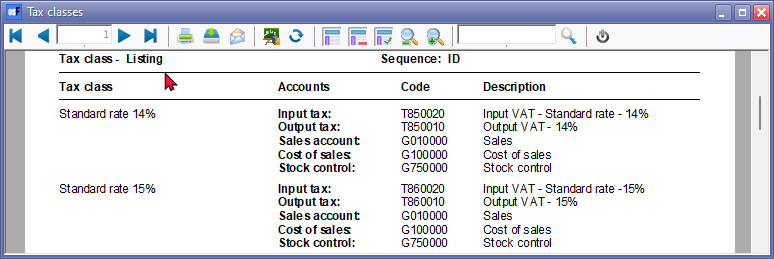 Tax classes
1
Tax class - Listing Sequence: ID
Tax class Accounts Code Description
Standard rate 14% Input tax: T850020 Input VAT - Standard rate - 14%
Output tax: T850010 Output VAT - 14%
Sales account: G010000 Sales
Cost of sales: G100000 Cost of sales
Stock control: G750000 Stock control
Standard rate 15% Input tax: T860020 Input VAT - Standard rate -15%
Output tax: T860010 Output VAT - 15%
Sales account: G010000 Sales
Cost of sales: G100000 Cost of sales
Stock control: G750000 Stock control